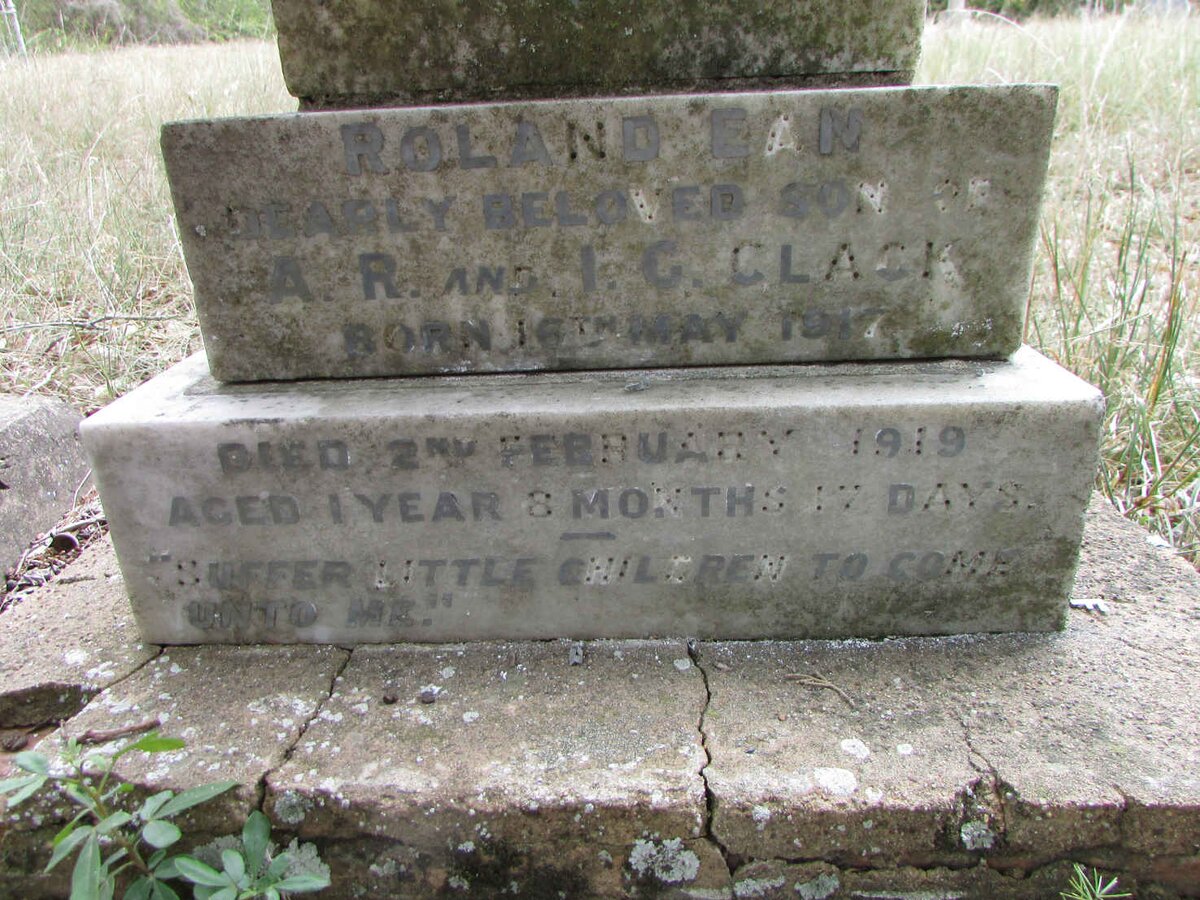 ROLAND EAN
DEARLY BELOVED SON OF
A. R. AND I. C. CLACK
BORN 16TH MAY 1917
DIED 2ND FEBRUARY 1919
AGED 1 YEAR 8 MONTHS 17 DAYS.
"SUFFER LITTLE CHILDREN TO COME
UNTO ME."